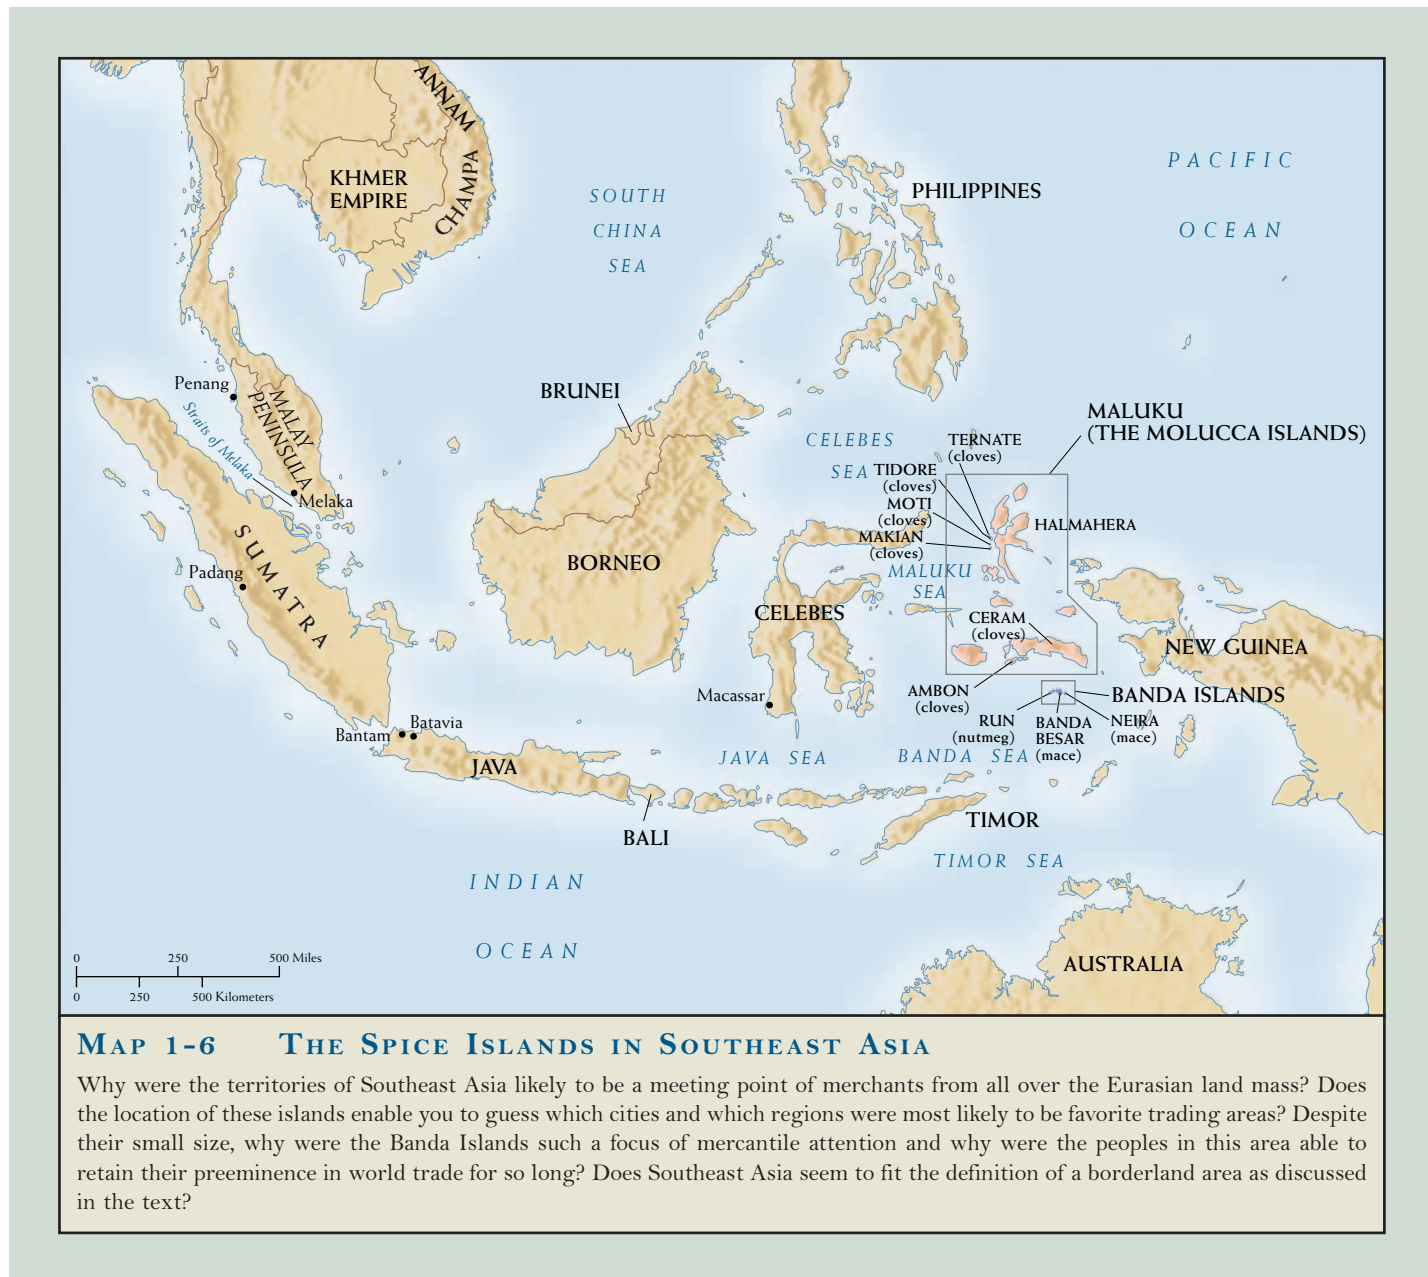 ANNAM
KHMER
EMPIRE
CHAMPA
SOUTH
CHINA
SEA
PHILIPPINES
PACIFIC
OCEAN
Penang
MALAY
PENINSULA
Straits of Melaka
Melaka
BRUNEI
MALUKU
(THE MOLUCCA ISLANDS)
CELEBES
SEA
TERNATE
(cloves)
TIDORE
(cloves)
MOTI
(cloves)
MAKIAN
(cloves)
HALMAHERA
SUMATRA
Padang
BORNEO
MALUKU
SEA
CELEBES
CERAM
(cloves)
NEW GUINEA
Macassar
AMBON
(cloves)
BANDA ISLANDS
RUN
(nutmeg)
BANDA
BESAR
(mace)
NEIRA
(mace)
Batavia
Bantam
JAVA
JAVA SEA
BANDA SEA
BALI
TIMOR
TIMOR SEA
INDIAN
OCEAN
AUSTRALIA
0 250 500 Miles
0 250 500 Kilometers
MAP 1-6 THE SPICE ISLANDS IN SOUTHEAST ASIA
Why were the territories of Southeast Asia likely to be a meeting point of merchants from all over the Eurasian land mass? Does
the location of these islands enable you to guess which cities and which regions were most likely to be favorite trading areas? Despite
their small size, why were the Banda Islands such a focus of mercantile attention and why were the peoples in this area able to
retain their preeminence in world trade for so long? Does Southeast Asia seem to fit the definition of a borderland area as discussed
in the text?